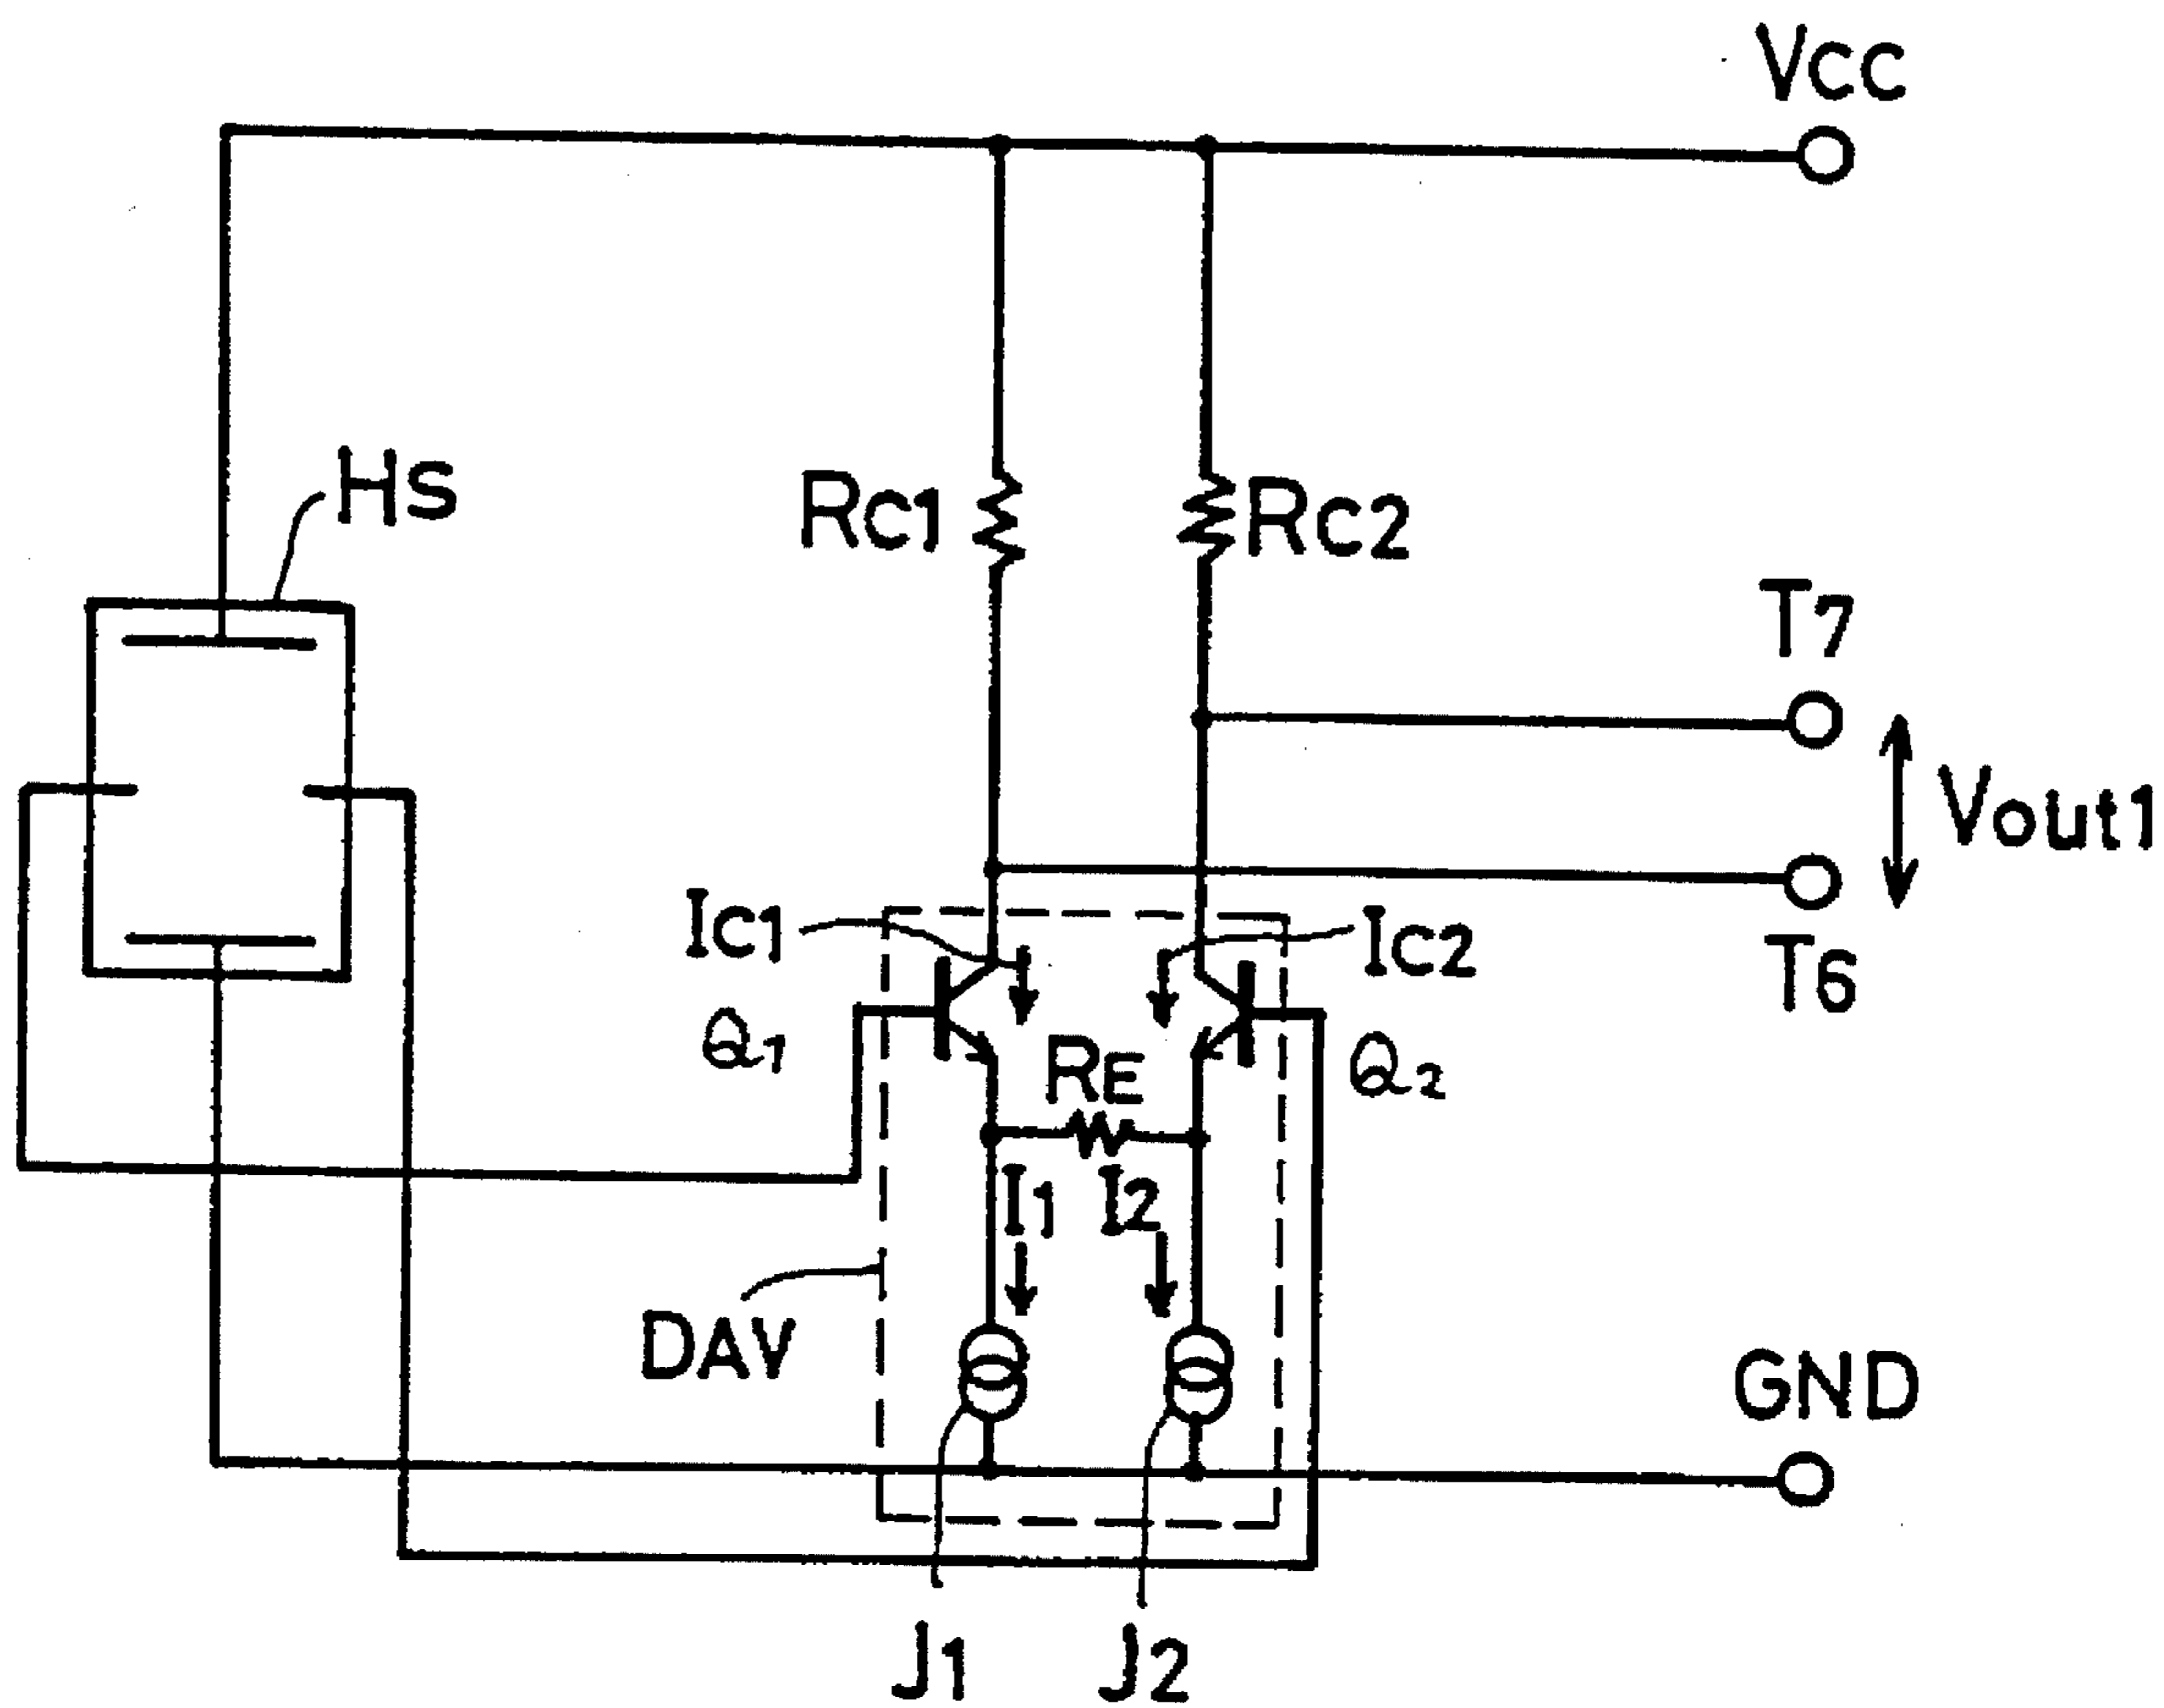 Vcc
HS
Rc1
Rc2
T7
Vout1
Ic1
Ic2
T6
Q1
RE
Q2
I1
I2
DAV
GND
J1
J2